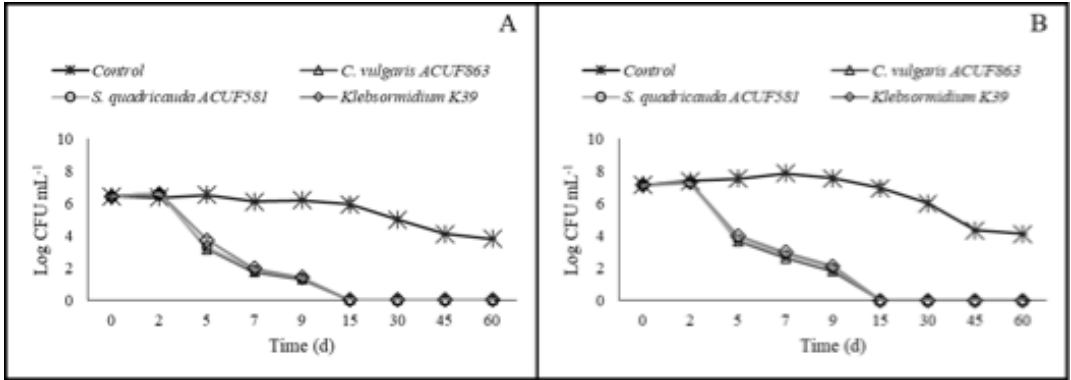 A
Control
C. vulgaris ACUF863
S. quadricauda ACUF581
Klebsormidium K39
Log CFU mL-1
10
8
6
4
2
0
0 2 5 7 9 15 30 45 60
Time (d)
B
Control
C. vulgaris ACUF863
S. quadricauda ACUF581
Klebsormidium K39
Log CFU mL-1
10
8
6
4
2
0
0 2 5 7 9 15 30 45 60
Time (d)